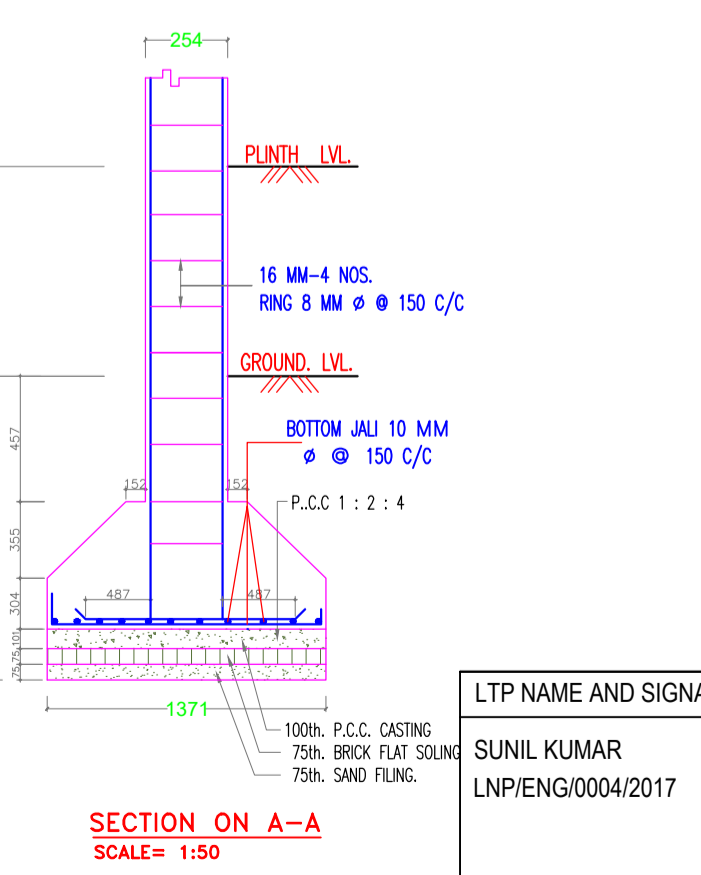 254
PLINTH LVL.
16 MM-4 NOS.
RING 8 MM Ø @ 150 C/C
GROUND. LVL.
457
BOTTOM JALI 10 MM
Ø @ 150 C/C
152
152
P..C.C 1 : 2 : 4
355
304
487
487
101
75
75
1371
100th. P.C.C. CASTING
75th. BRICK FLAT SOLING
75th. SAND FILING.
SECTION ON A-A
SCALE= 1:50
LTP NAME AND SIGNA
SUNIL KUMAR
LNP/ENG/0004/2017